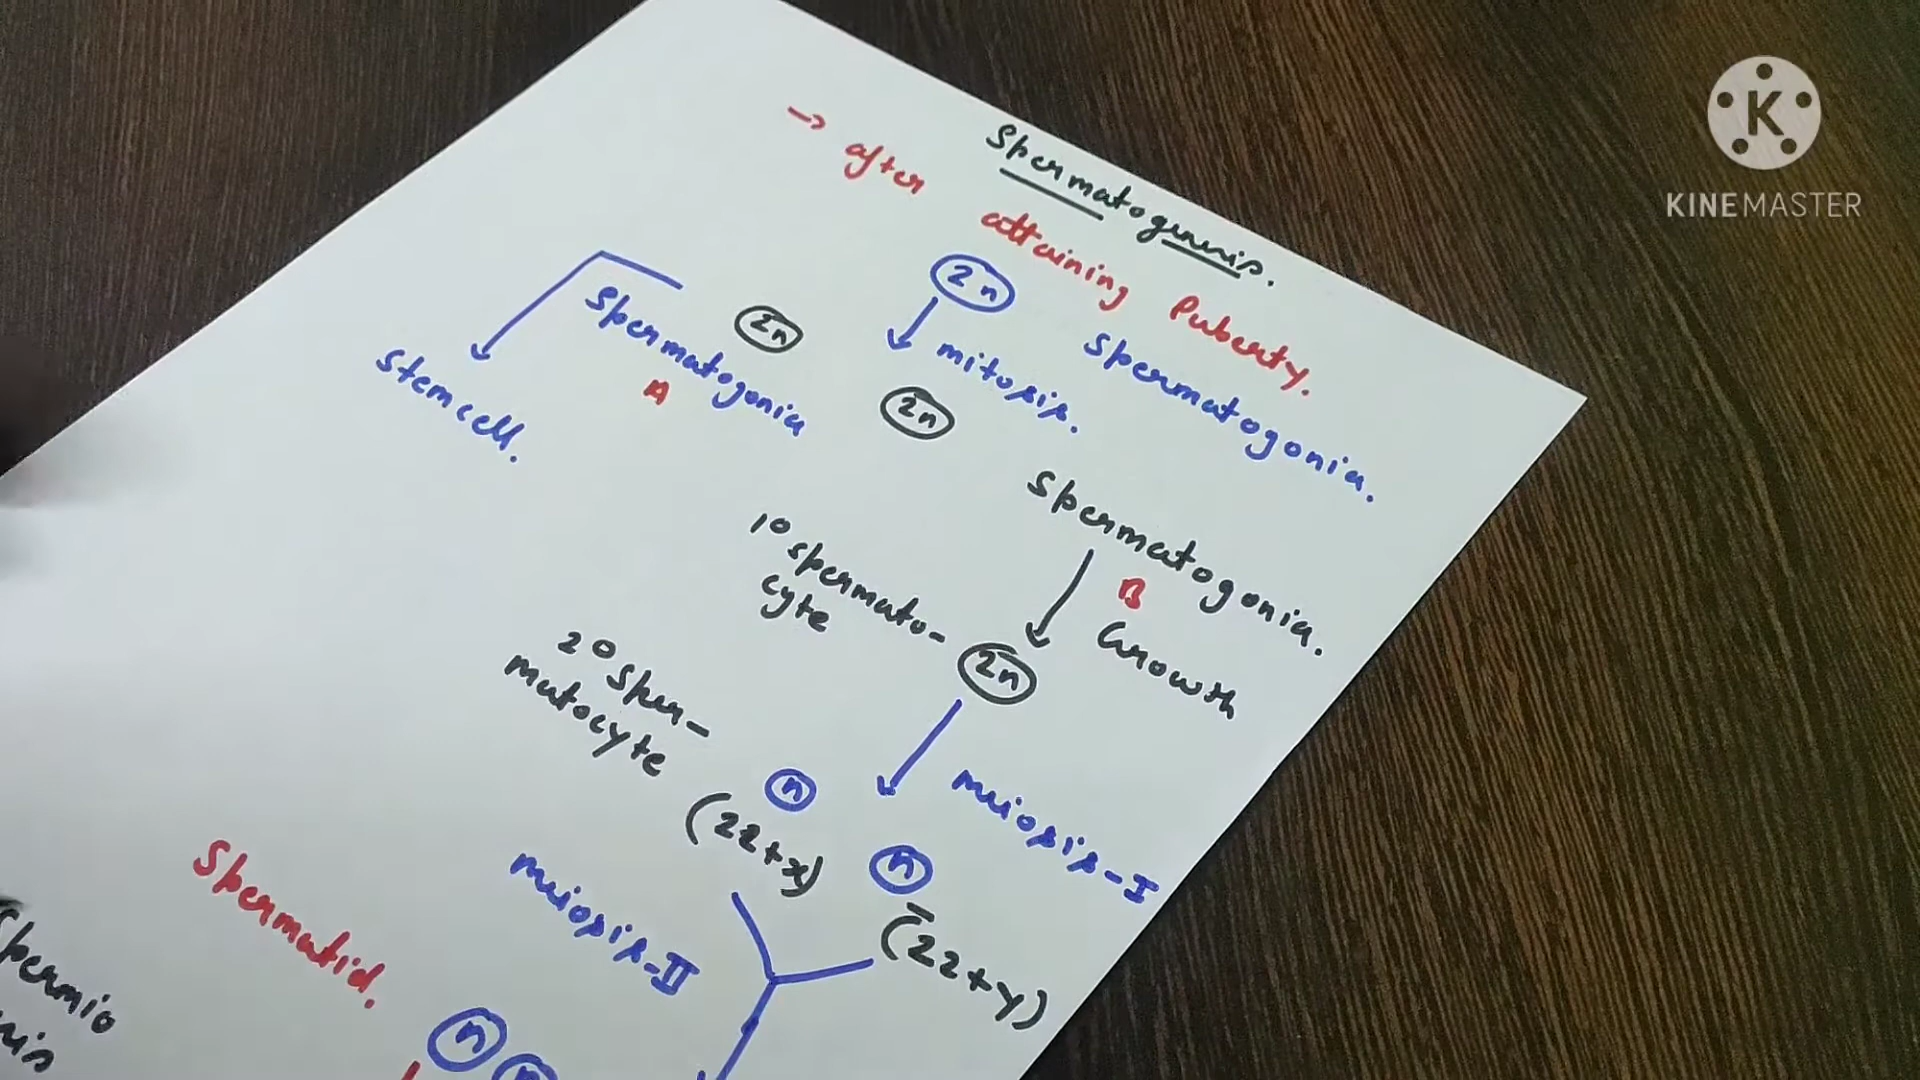 Spermatogenesis.
→ after attaining Puberty.
2n Spermatogonia.
mitosis.
2n 2n
Spermatogonia
A
Stem cell.
Spermatogonia.
B
Growth
1° spermato-
cyte
2n
meiosis-I
2° sper-
matocyte
n n
(22+x) (22+y)
meiosis-II
Spermatid.
n
Spermio
K
KINEMASTER